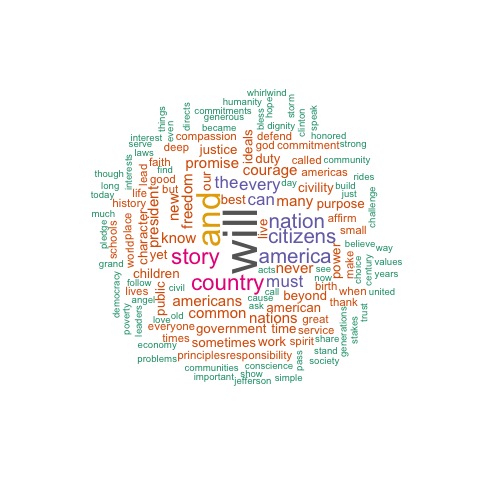 whirlwind
humanity
hope
storm
commitments
generous
bless
clinton
speak
things
even
directs
became
dignity
honored
interest
compassion
ideals
defend
serve
deep
justice
god
commitment
strong
laws
faith
find
promise
duty
called
community
though
interests
lead
good
our
courage
americas
rides
long
life
but
new
freedom
the
every
day
civility
build
today
president
best
can
many
purpose
just
challenge
history
and
will
live
much
place
character
nation
affirm
pledge
schools
world
know
citizens
small
yet
story
america
power
believe
way
grand
children
acts
never
see
make
choice
century
values
democracy
follow
civil
country
must
now
years
lives
public
call
birth
when
united
angel
americans
cause
beyond
thank
poverty
leaders
love
old
common
ask
american
trust
everyone
nations
great
generations
stakes
times
government
time
service
economy
sometimes
work
spirit
share
problems
principles
responsibility
stand
communities
conscience
pass
society
important
show
simple
jefferson